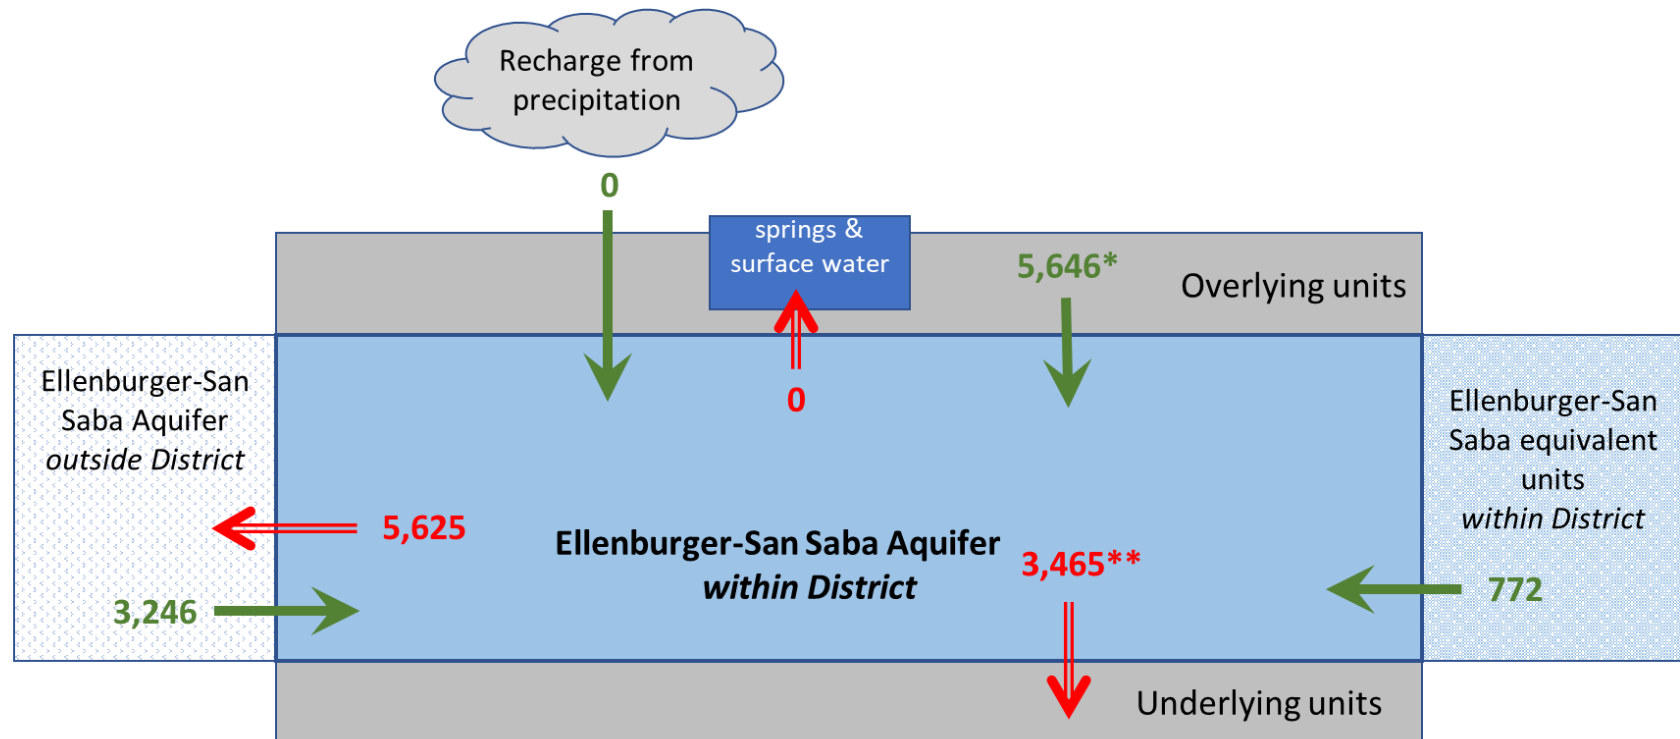 Recharge from
precipitation
0
springs &
surface water
5,646*
Overlying units
0
Ellenburger-San
Saba Aquifer
outside District
Ellenburger-San
Saba equivalent
units
within District
5,625
3,246
Ellenburger-San Saba Aquifer
within District
3,465**
772
Underlying units